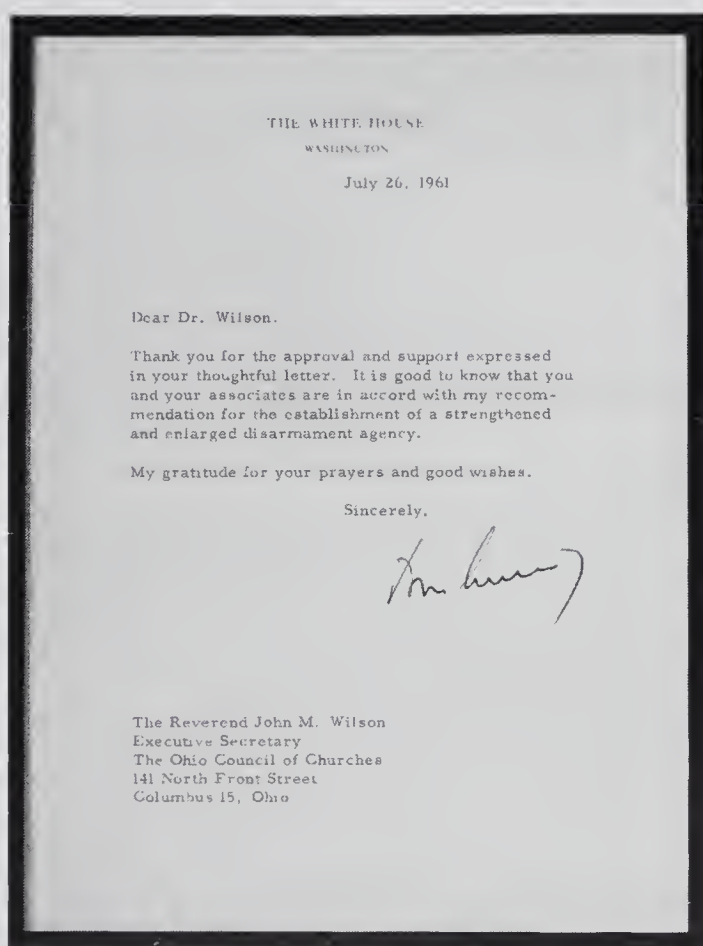 THE WHITE HOUSE
WASHINGTON
July 26, 1961
Dear Dr. Wilson.
Thank you for the approval and support expressed
in your thoughtful letter. It is good to know that you
and your associates are in accord with my recom-
mendation for the establishment of a strengthened
and enlarged disarmament agency.
My gratitude for your prayers and good wishes.
Sincerely,
The Reverend John M. Wilson
Executive Secretary
The Ohio Council of Churches
141 North Front Street
Columbus 15, Ohio